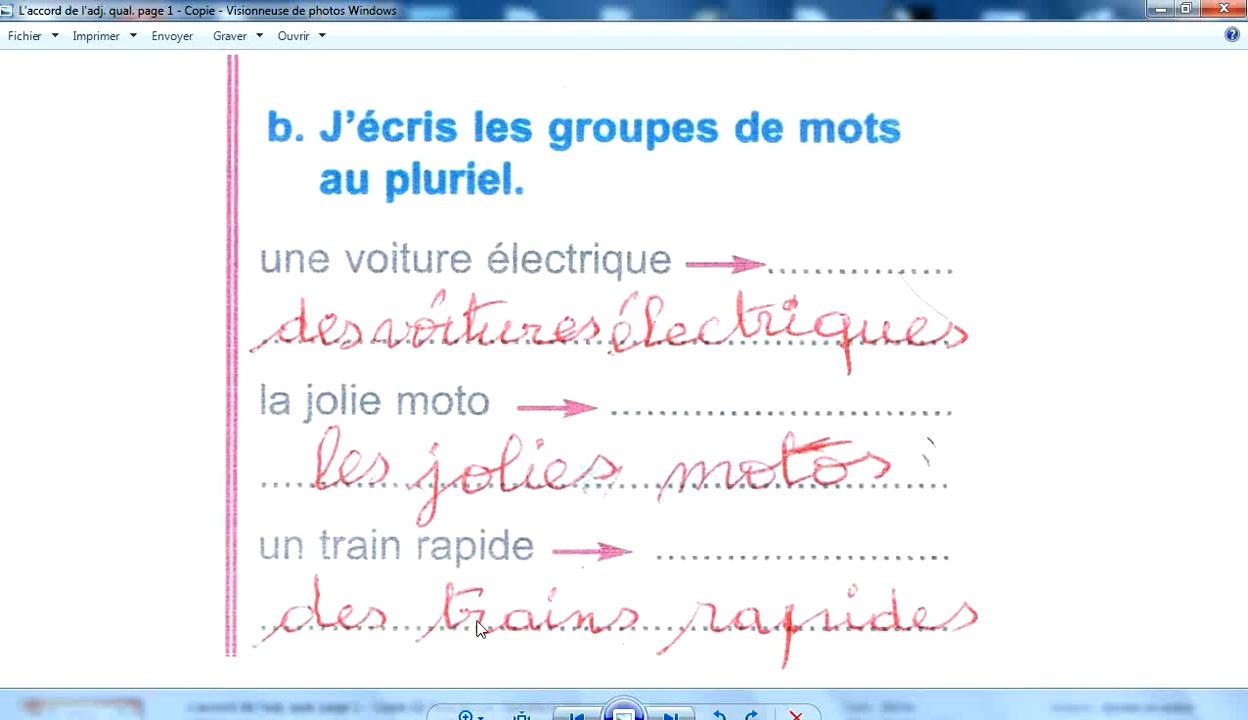 L'accord de l'adj. qual. page 1 - Copie - Visionneuse de photos Windows
Fichier Imprimer Envoyer Graver Ouvrir
b. J'écris les groupes de mots
au pluriel.
une voiture électrique
des voitures électriques
la jolie moto
les jolies motos
un train rapide
des trains rapides